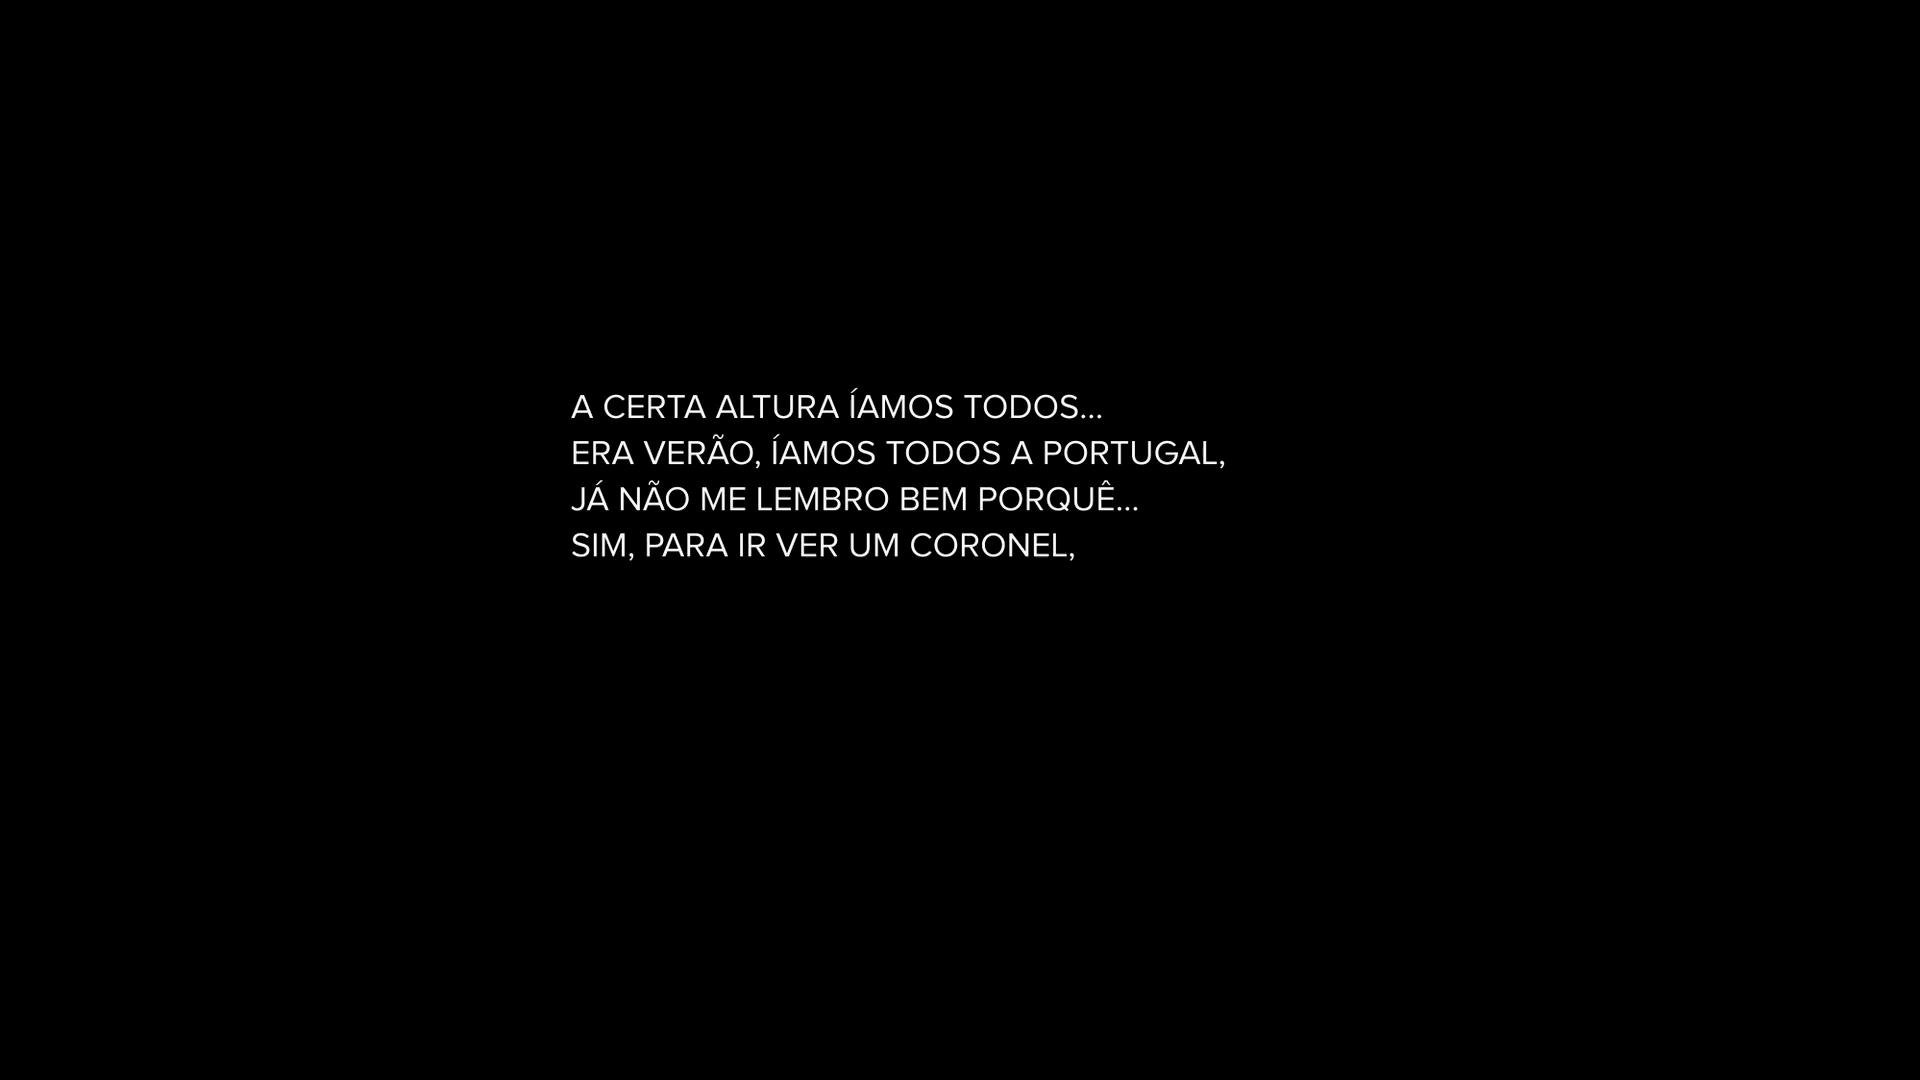 A CERTA ALTURA ÍAMOS TODOS...
ERA VERÃO, ÍAMOS TODOS A PORTUGAL,
JÁ NÃO ME LEMBRO BEM PORQUÊ...
SIM, PARA IR VER UM CORONEL,